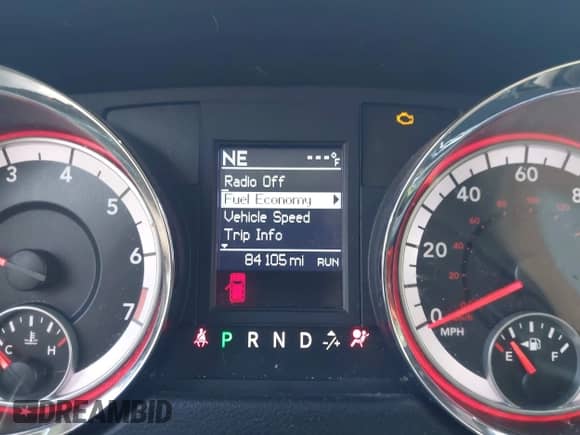 NE ---°F
Radio Off
Fuel Economy
Vehicle Speed
Trip Info
84105 mi RUN
P R N D -/+
3 4 5 6 7
C H
0 20 40 60 80
MPH
E F
DREAMBID